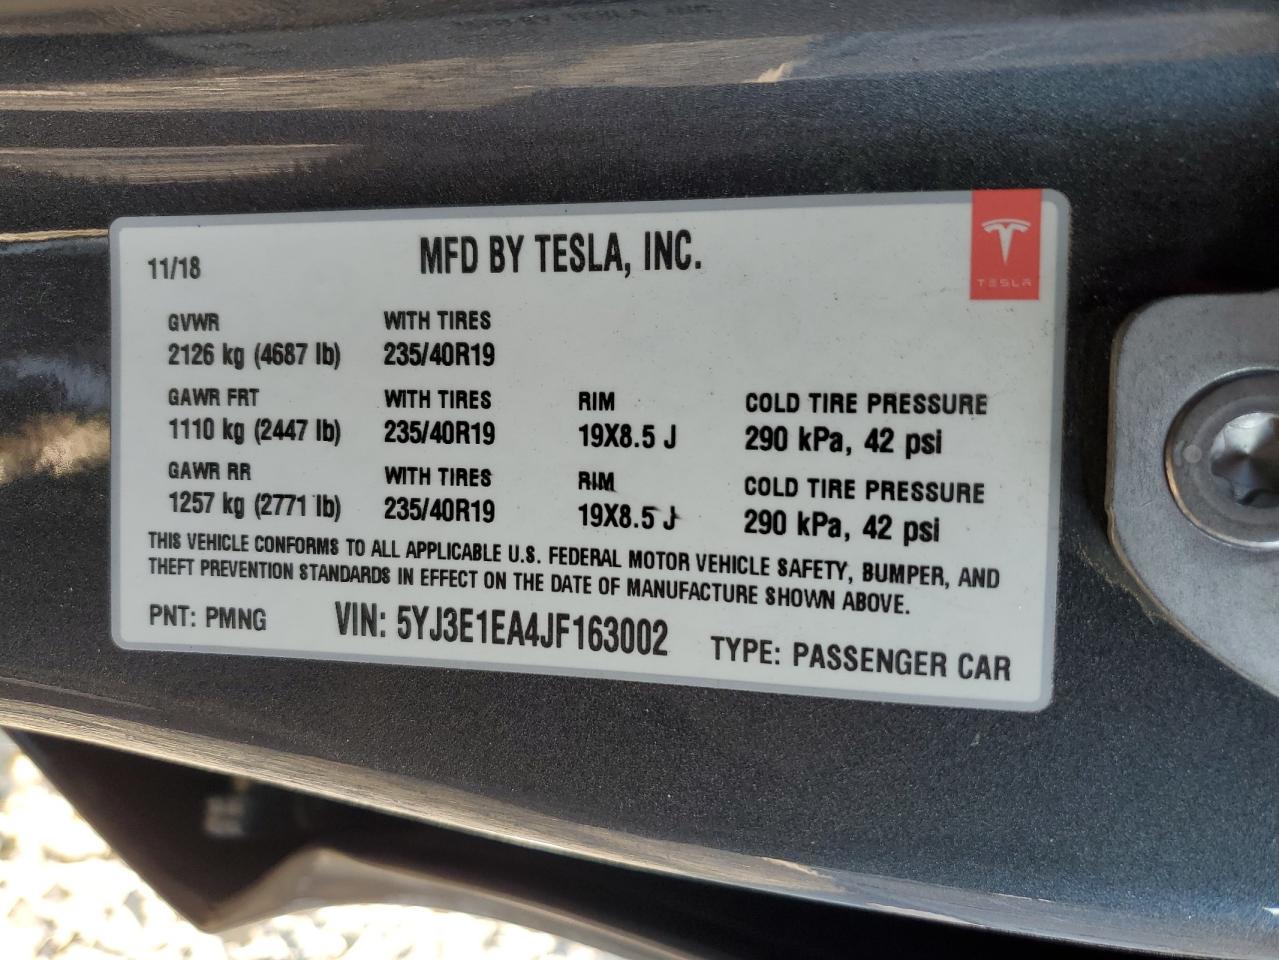 11/18 MFD BY TESLA, INC.
TESLA
GVWR WITH TIRES
2126 kg (4687 lb) 235/40R19
GAWR FRT WITH TIRES RIM COLD TIRE PRESSURE
1110 kg (2447 lb) 235/40R19 19X8.5 J 290 kPa, 42 psi
GAWR RR WITH TIRES RIM COLD TIRE PRESSURE
1257 kg (2771 lb) 235/40R19 19X8.5 J 290 kPa, 42 psi
THIS VEHICLE CONFORMS TO ALL APPLICABLE U.S. FEDERAL MOTOR VEHICLE SAFETY, BUMPER, AND
THEFT PREVENTION STANDARDS IN EFFECT ON THE DATE OF MANUFACTURE SHOWN ABOVE.
PNT: PMNG VIN: 5YJ3E1EA4JF163002 TYPE: PASSENGER CAR